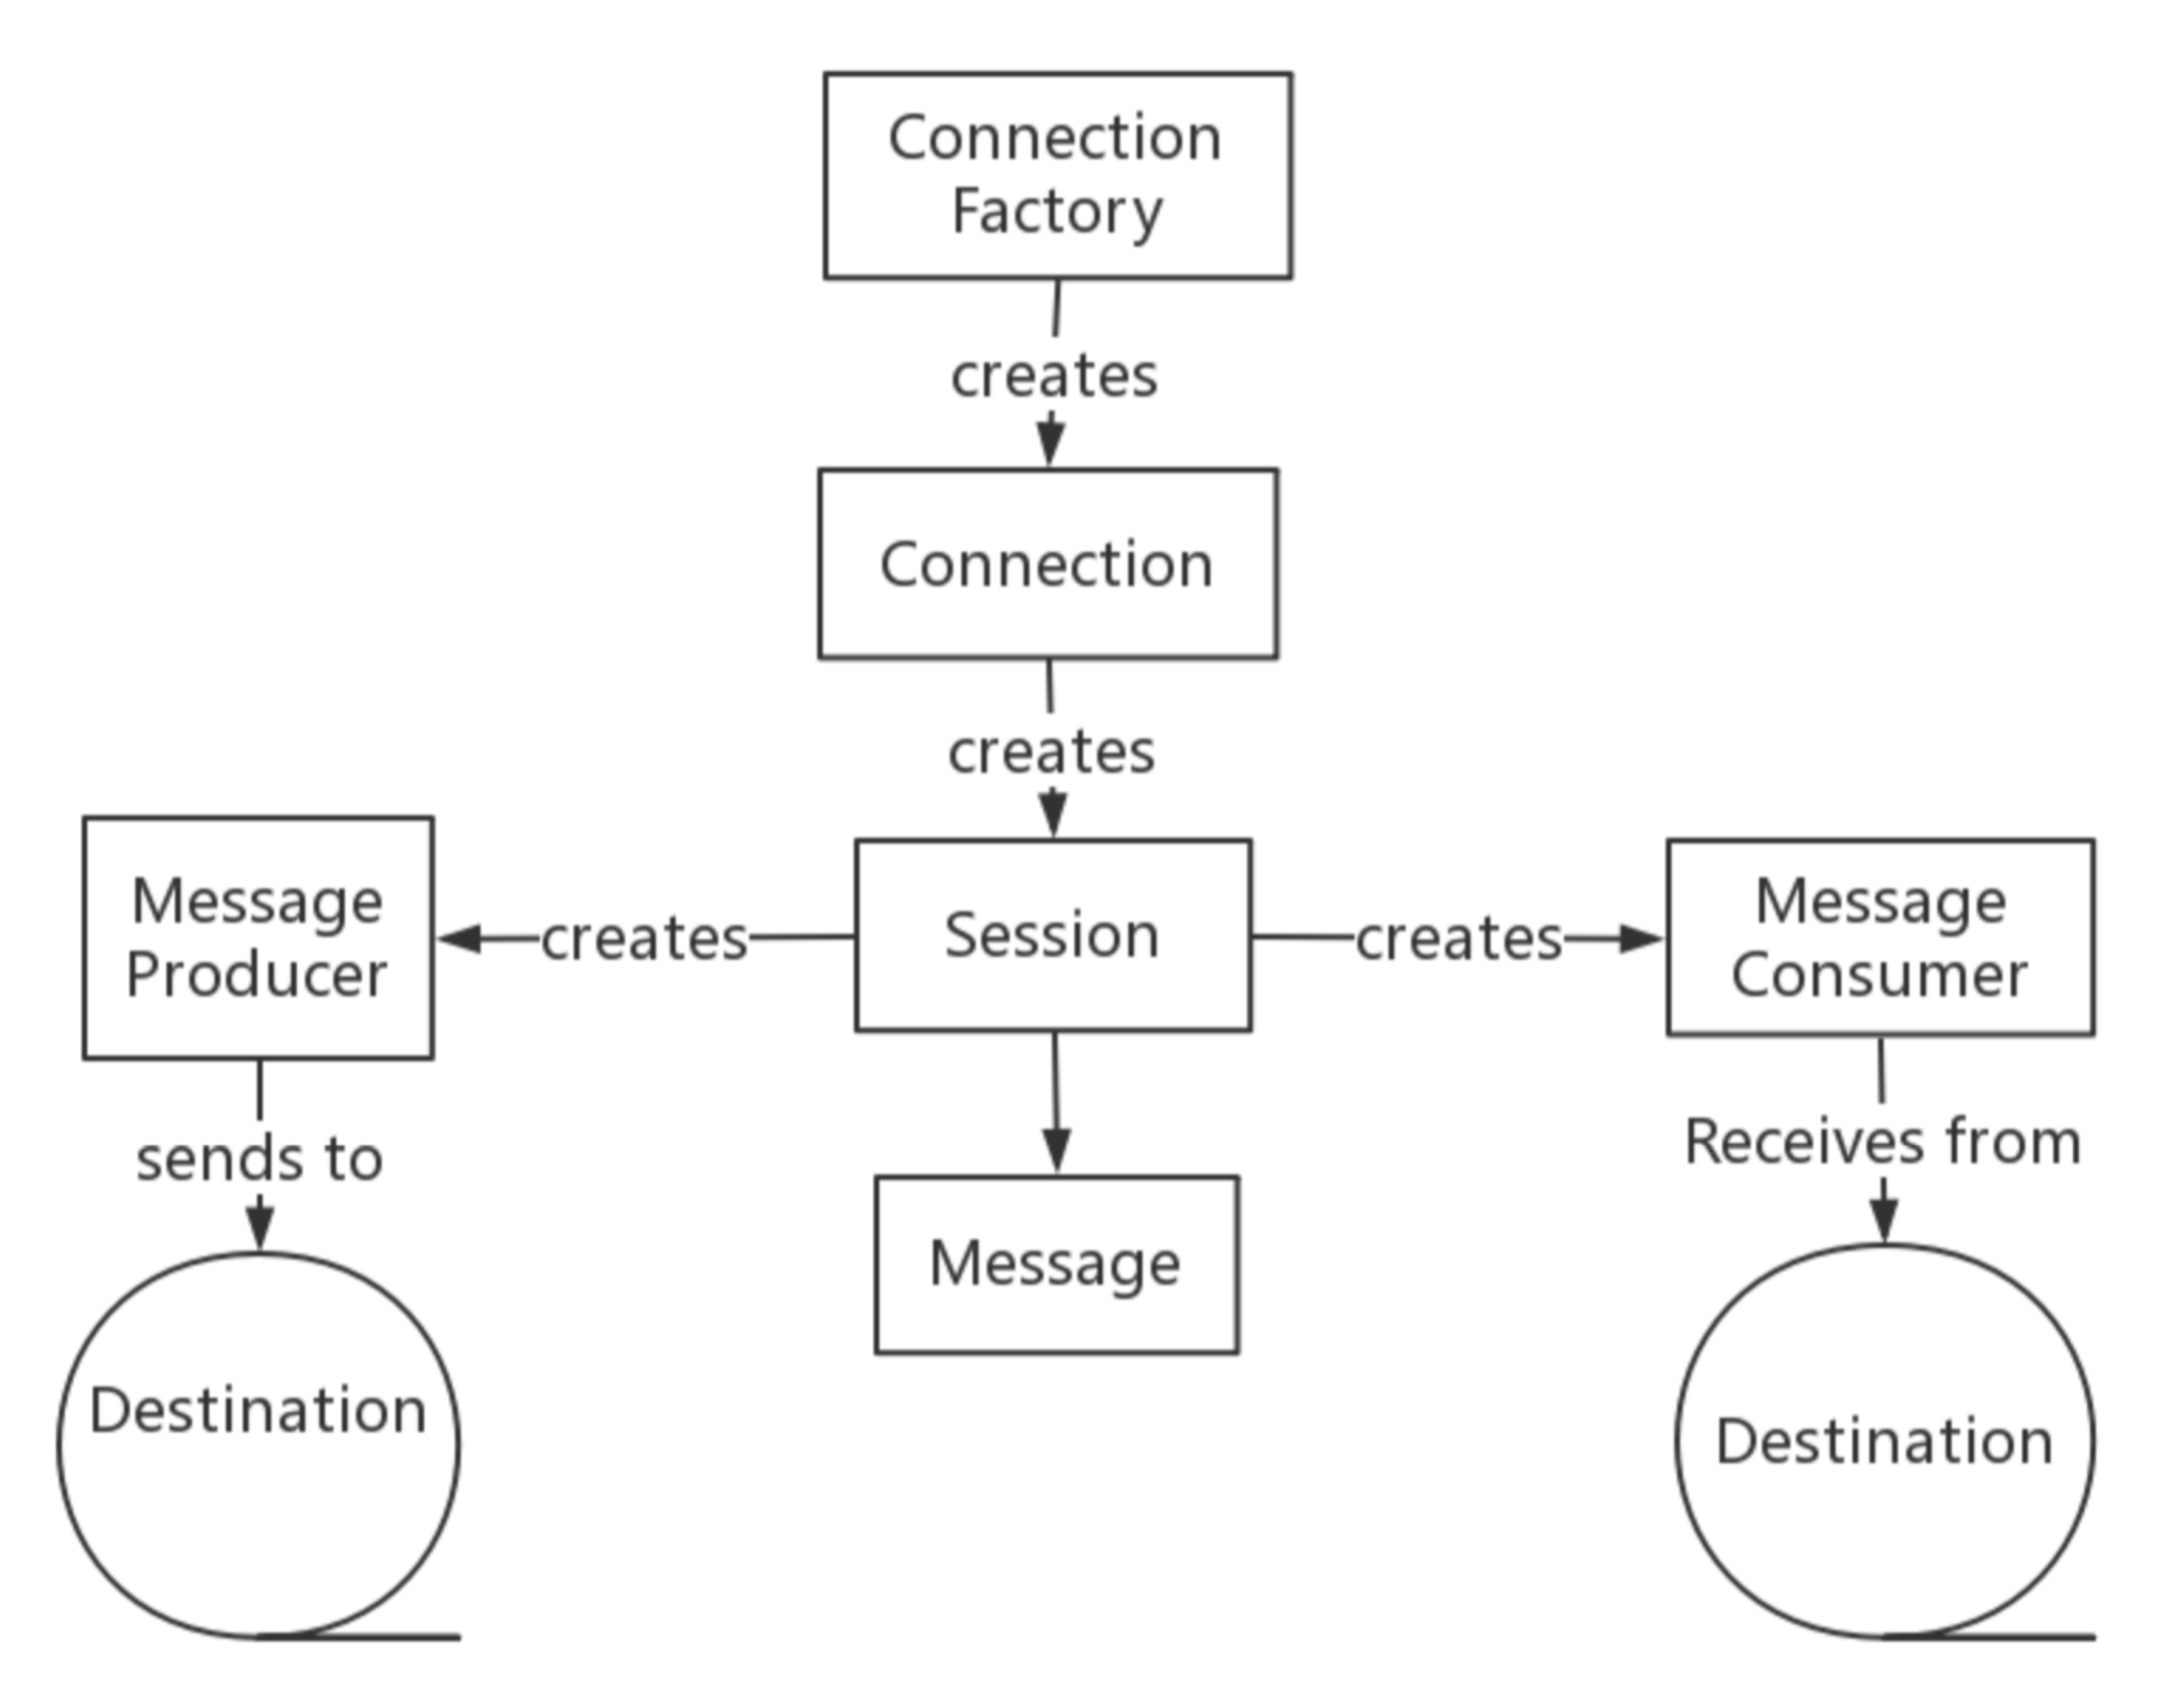 Connection
Factory
creates
Connection
creates
Message
Producer
creates
Session
creates
Message
Consumer
sends to
Receives from
Message
Destination
Destination